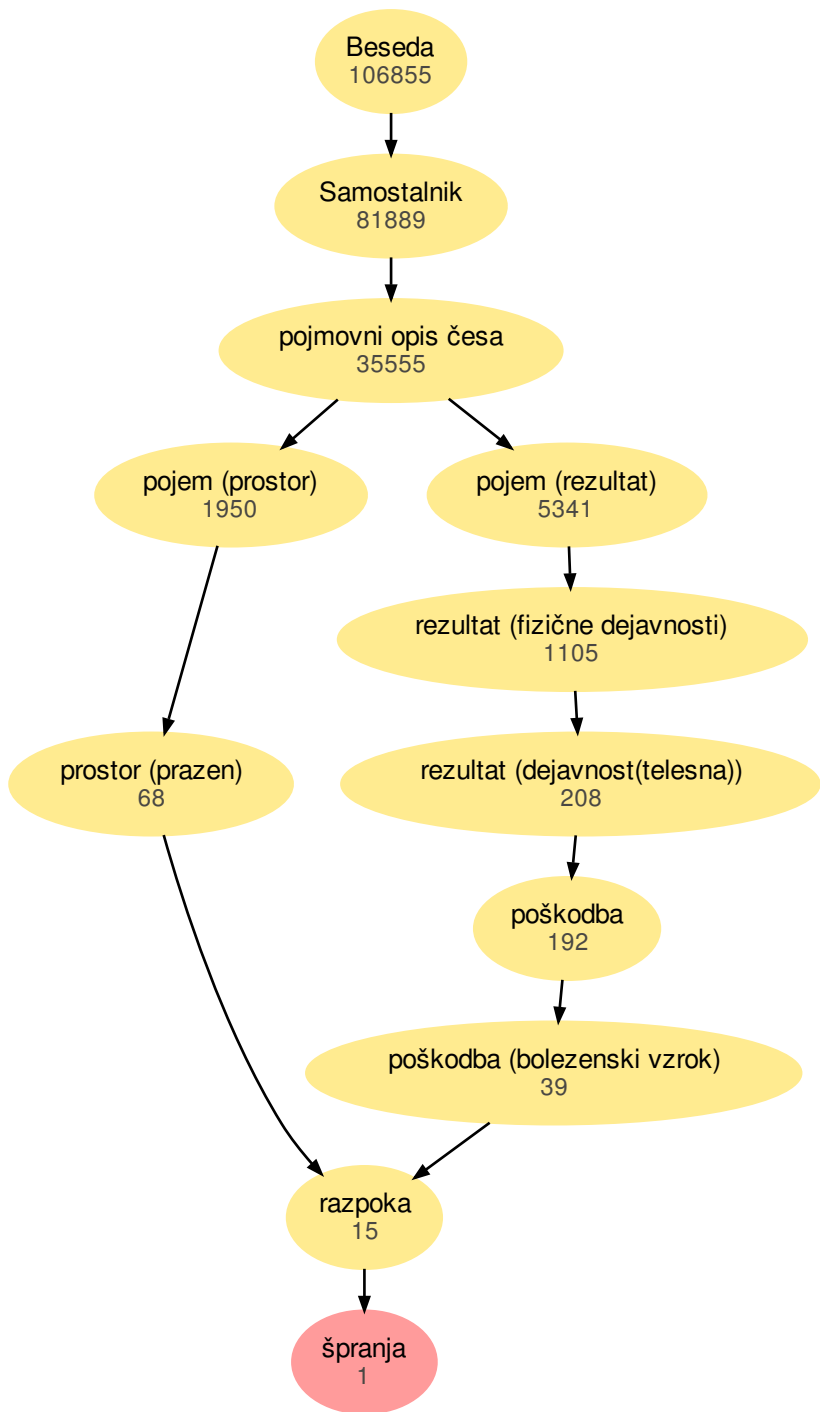 Beseda
106855
Samostalnik
81889
pojmovni opis česa
35555
pojem (prostor)
1950
pojem (rezultat)
5341
rezultat (fizične dejavnosti)
1105
prostor (prazen)
68
rezultat (dejavnost(telesna))
208
poškodba
192
poškodba (bolezenski vzrok)
39
razpoka
15
špranja
1